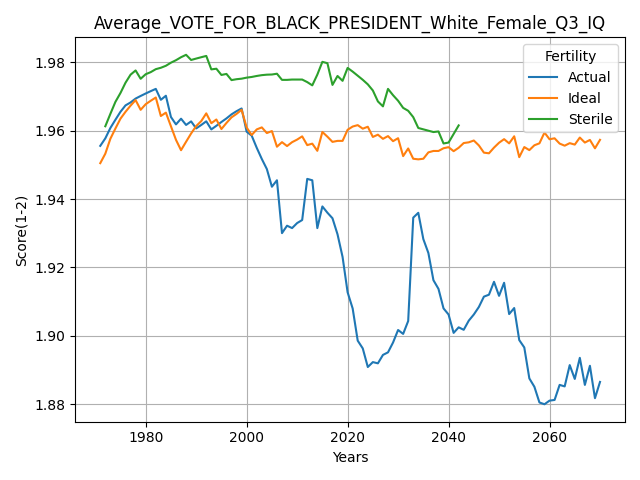 Average_VOTE_FOR_BLACK_PRESIDENT_White_Female_Q3_IQ
Fertility
Actual
Ideal
Sterile
Score(1-2)
1.98
1.96
1.94
1.92
1.90
1.88
1980
2000
2020
2040
2060
Years